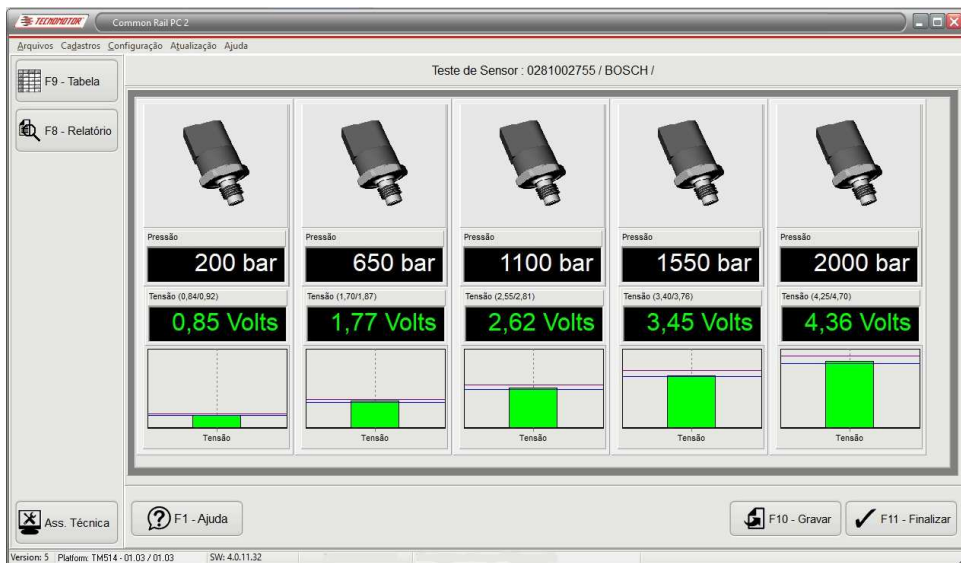 TECNOMOTOR Common Rail PC 2
Arquivos Cadastros Configuração Atualização Ajuda
F9 - Tabela
F8 - Relatório
Teste de Sensor : 0281002755 / BOSCH /
Pressão Pressão Pressão Pressão Pressão
200 bar 650 bar 1100 bar 1550 bar 2000 bar
Tensão (0,84/0,92) Tensão (1,70/1,87) Tensão (2,55/2,81) Tensão (3,40/3,76) Tensão (4,25/4,70)
0,85 Volts 1,77 Volts 2,62 Volts 3,45 Volts 4,36 Volts
Tensão Tensão Tensão Tensão Tensão
Ass. Técnica F1 - Ajuda F10 - Gravar F11 - Finalizar
Version: 5 Platform: TM514 - 01.03 / 01.03 SW: 4.0.11.32